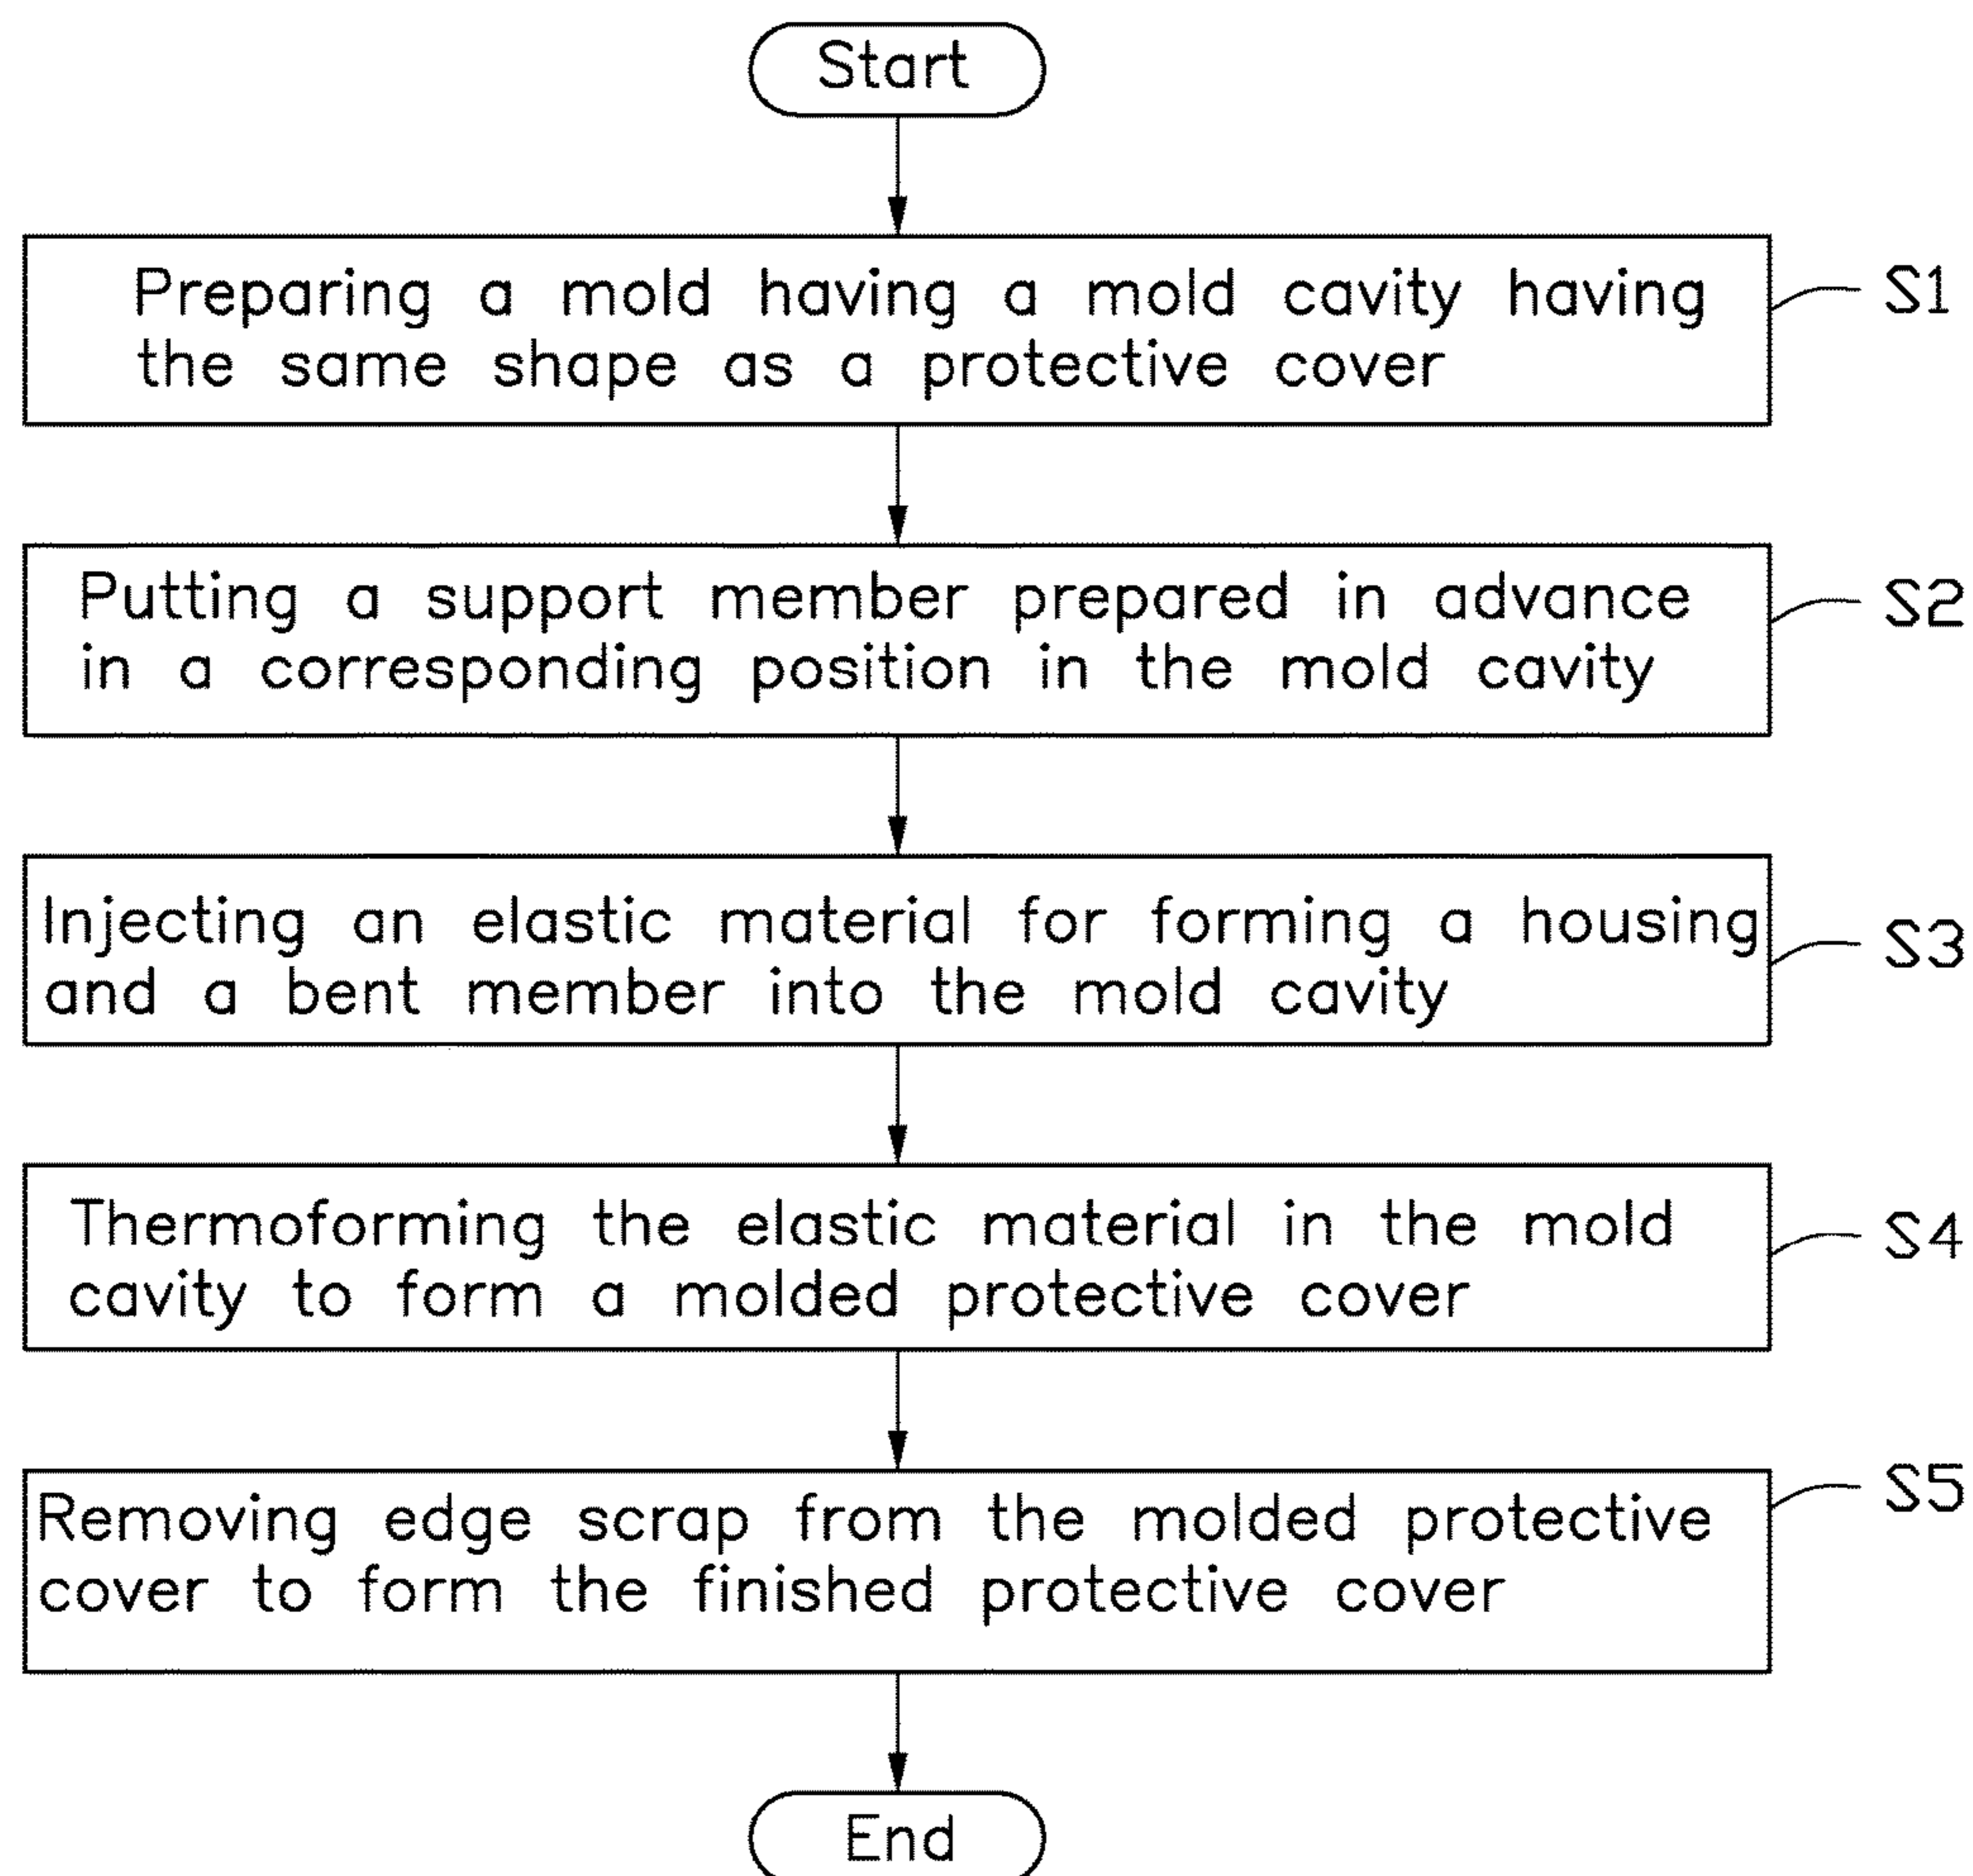 Start
Preparing a mold having a mold cavity having
the same shape as a protective cover
S1
Putting a support member prepared in advance
in a corresponding position in the mold cavity
S2
Injecting an elastic material for forming a housing
and a bent member into the mold cavity
S3
Thermoforming the elastic material in the mold
cavity to form a molded protective cover
S4
Removing edge scrap from the molded protective
cover to form the finished protective cover
S5
End